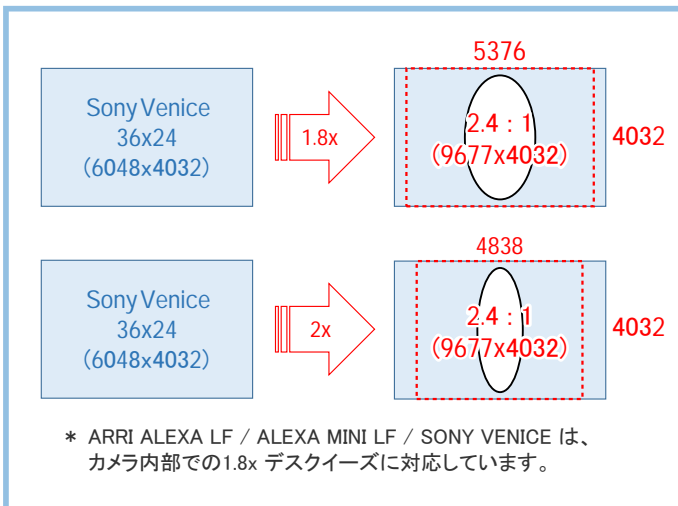 5376
Sony Venice
36x24
(6048x4032)
1.8x
2.4 : 1
(9677x4032)
4032
4838
Sony Venice
36x24
(6048x4032)
2x
2.4 : 1
(9677x4032)
4032
* ARRI ALEXA LF / ALEXA MINI LF / SONY VENICE は、
カメラ内部での1.8x デスクイーズに対応しています。